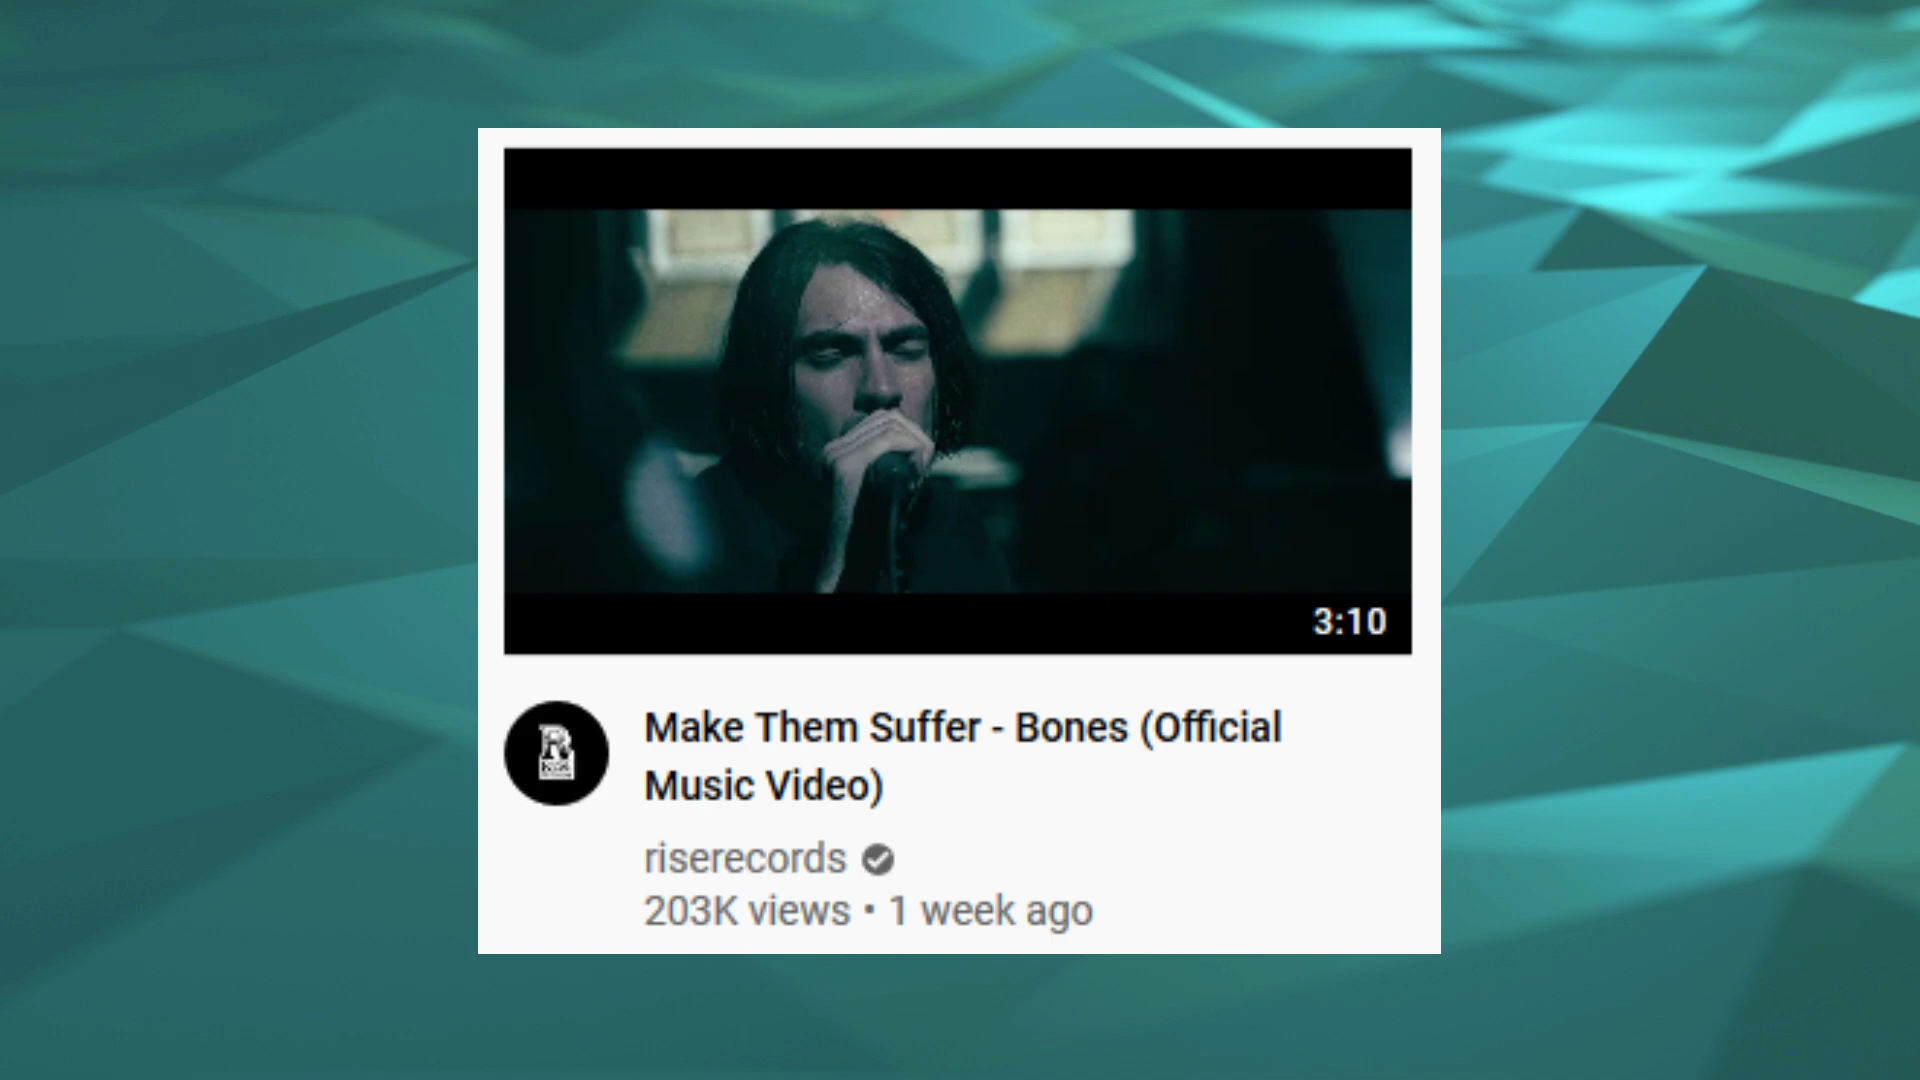 3:10
R
Make Them Suffer - Bones (Official
Music Video)
riserecords
203K views • 1 week ago